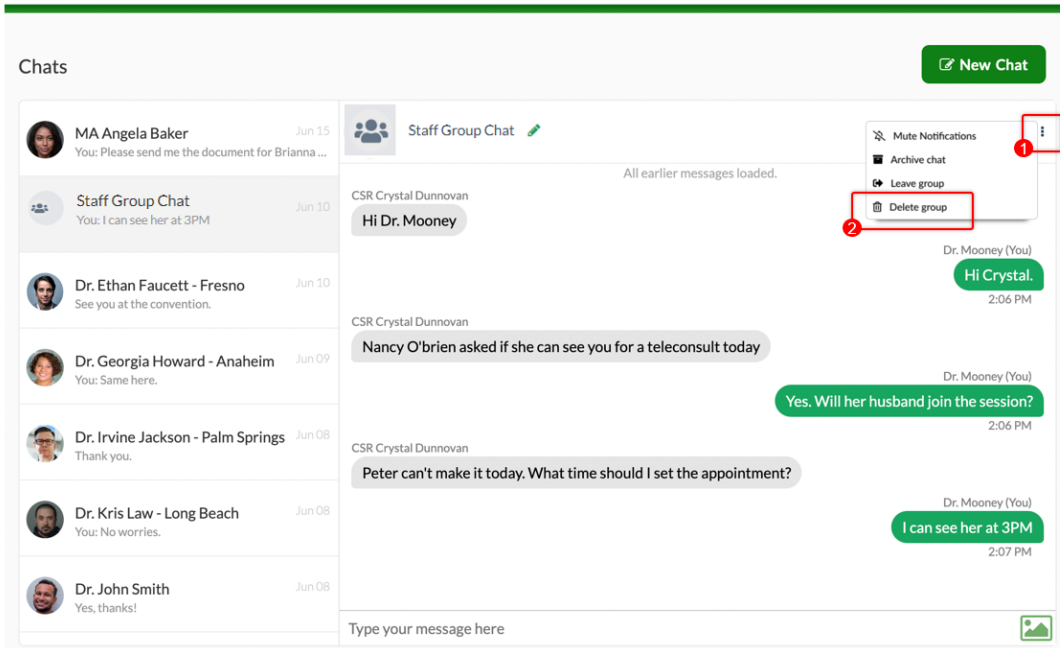 Chats
New Chat
MA Angela Baker
Jun 15
You: Please send me the document for Brianna ...
Staff Group Chat
Jun 10
You: I can see her at 3PM
Dr. Ethan Faucett - Fresno
Jun 10
See you at the convention.
Dr. Georgia Howard - Anaheim
Jun 09
You: Same here.
Dr. Irvine Jackson - Palm Springs
Jun 08
Thank you.
Dr. Kris Law - Long Beach
Jun 08
You: No worries.
Dr. John Smith
Jun 08
Yes, thanks!
Staff Group Chat
1
Mute Notifications
Archive chat
Leave group
Delete group
2
All earlier messages loaded.
CSR Crystal Dunnovan
Hi Dr. Mooney
Dr. Mooney (You)
Hi Crystal.
2:06 PM
CSR Crystal Dunnovan
Nancy O'brien asked if she can see you for a teleconsult today
Dr. Mooney (You)
Yes. Will her husband join the session?
2:06 PM
CSR Crystal Dunnovan
Peter can't make it today. What time should I set the appointment?
Dr. Mooney (You)
I can see her at 3PM
2:07 PM
Type your message here